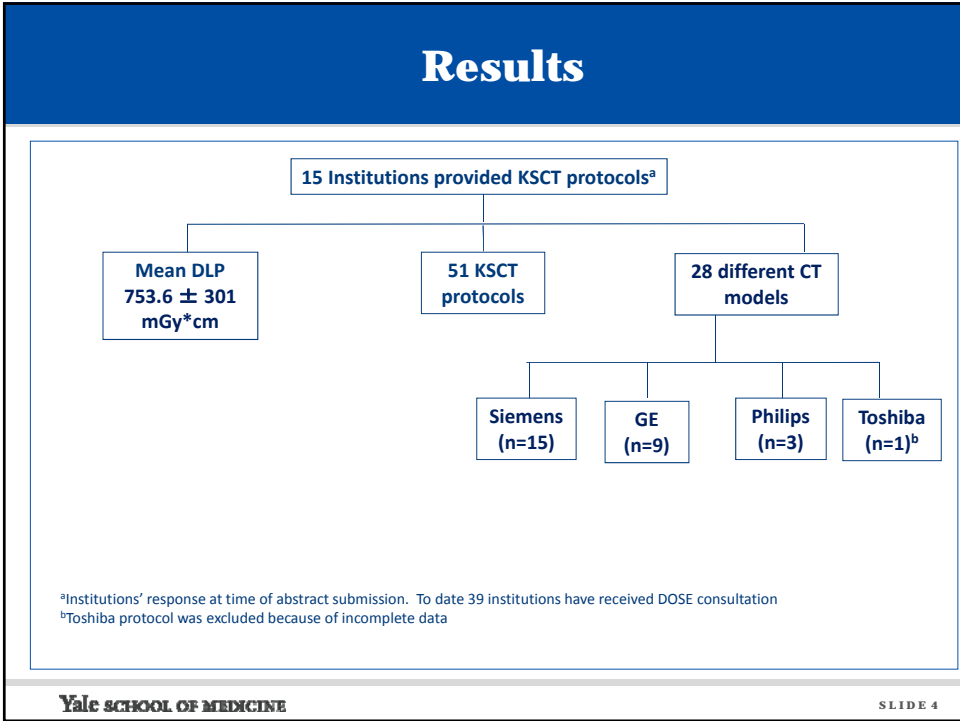 Results
15 Institutions provided KSCT protocolsᵃ
Mean DLP
753.6 ± 301
mGy*cm
51 KSCT
protocols
28 different CT
models
Siemens
(n=15)
GE
(n=9)
Philips
(n=3)
Toshiba
(n=1)ᵇ
ᵃInstitutions’ response at time of abstract submission.  To date 39 institutions have received DOSE consultation
ᵇToshiba protocol was excluded because of incomplete data
Yale SCHOOL OF MEDICINE
SLIDE 4